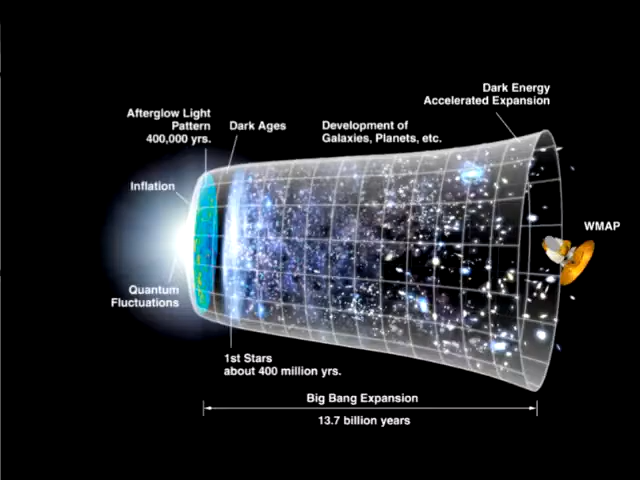 Dark Energy
Accelerated Expansion
Afterglow Light
Pattern
400,000 yrs.
Dark Ages
Development of
Galaxies, Planets, etc.
Inflation
WMAP
Quantum
Fluctuations
1st Stars
about 400 million yrs.
Big Bang Expansion
13.7 billion years